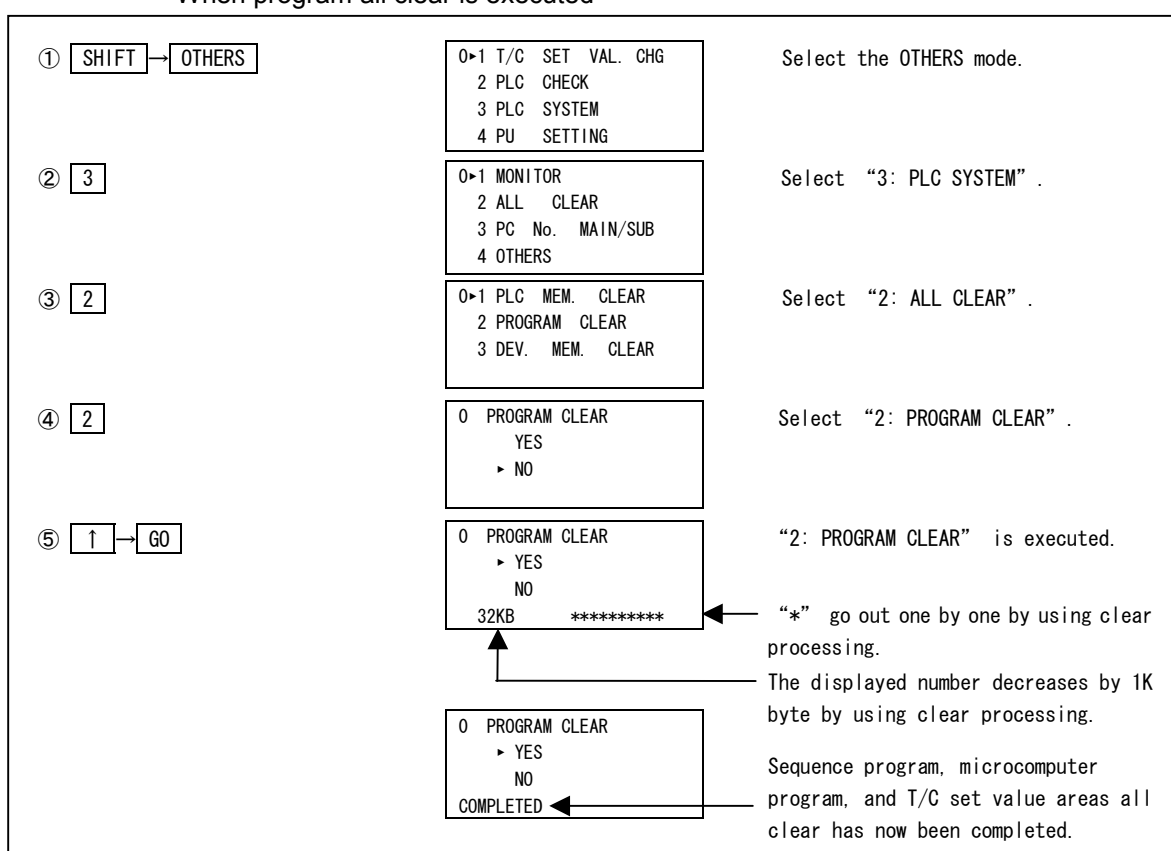 When program all clear is executed
① SHIFT → OTHERS
0▸1 T/C SET VAL. CHG
2 PLC CHECK
3 PLC SYSTEM
4 PU SETTING
Select the OTHERS mode.
② 3
0▸1 MONITOR
2 ALL CLEAR
3 PC No. MAIN/SUB
4 OTHERS
Select “3: PLC SYSTEM”.
③ 2
0▸1 PLC MEM. CLEAR
2 PROGRAM CLEAR
3 DEV. MEM. CLEAR
Select “2: ALL CLEAR”.
④ 2
0 PROGRAM CLEAR
YES
▸ NO
Select “2: PROGRAM CLEAR”.
⑤ ↑ → GO
0 PROGRAM CLEAR
▸ YES
NO
32KB **********
“2: PROGRAM CLEAR” is executed.
“*” go out one by one by using clear
processing.
The displayed number decreases by 1K
byte by using clear processing.
0 PROGRAM CLEAR
▸ YES
NO
COMPLETED
Sequence program, microcomputer
program, and T/C set value areas all
clear has now been completed.